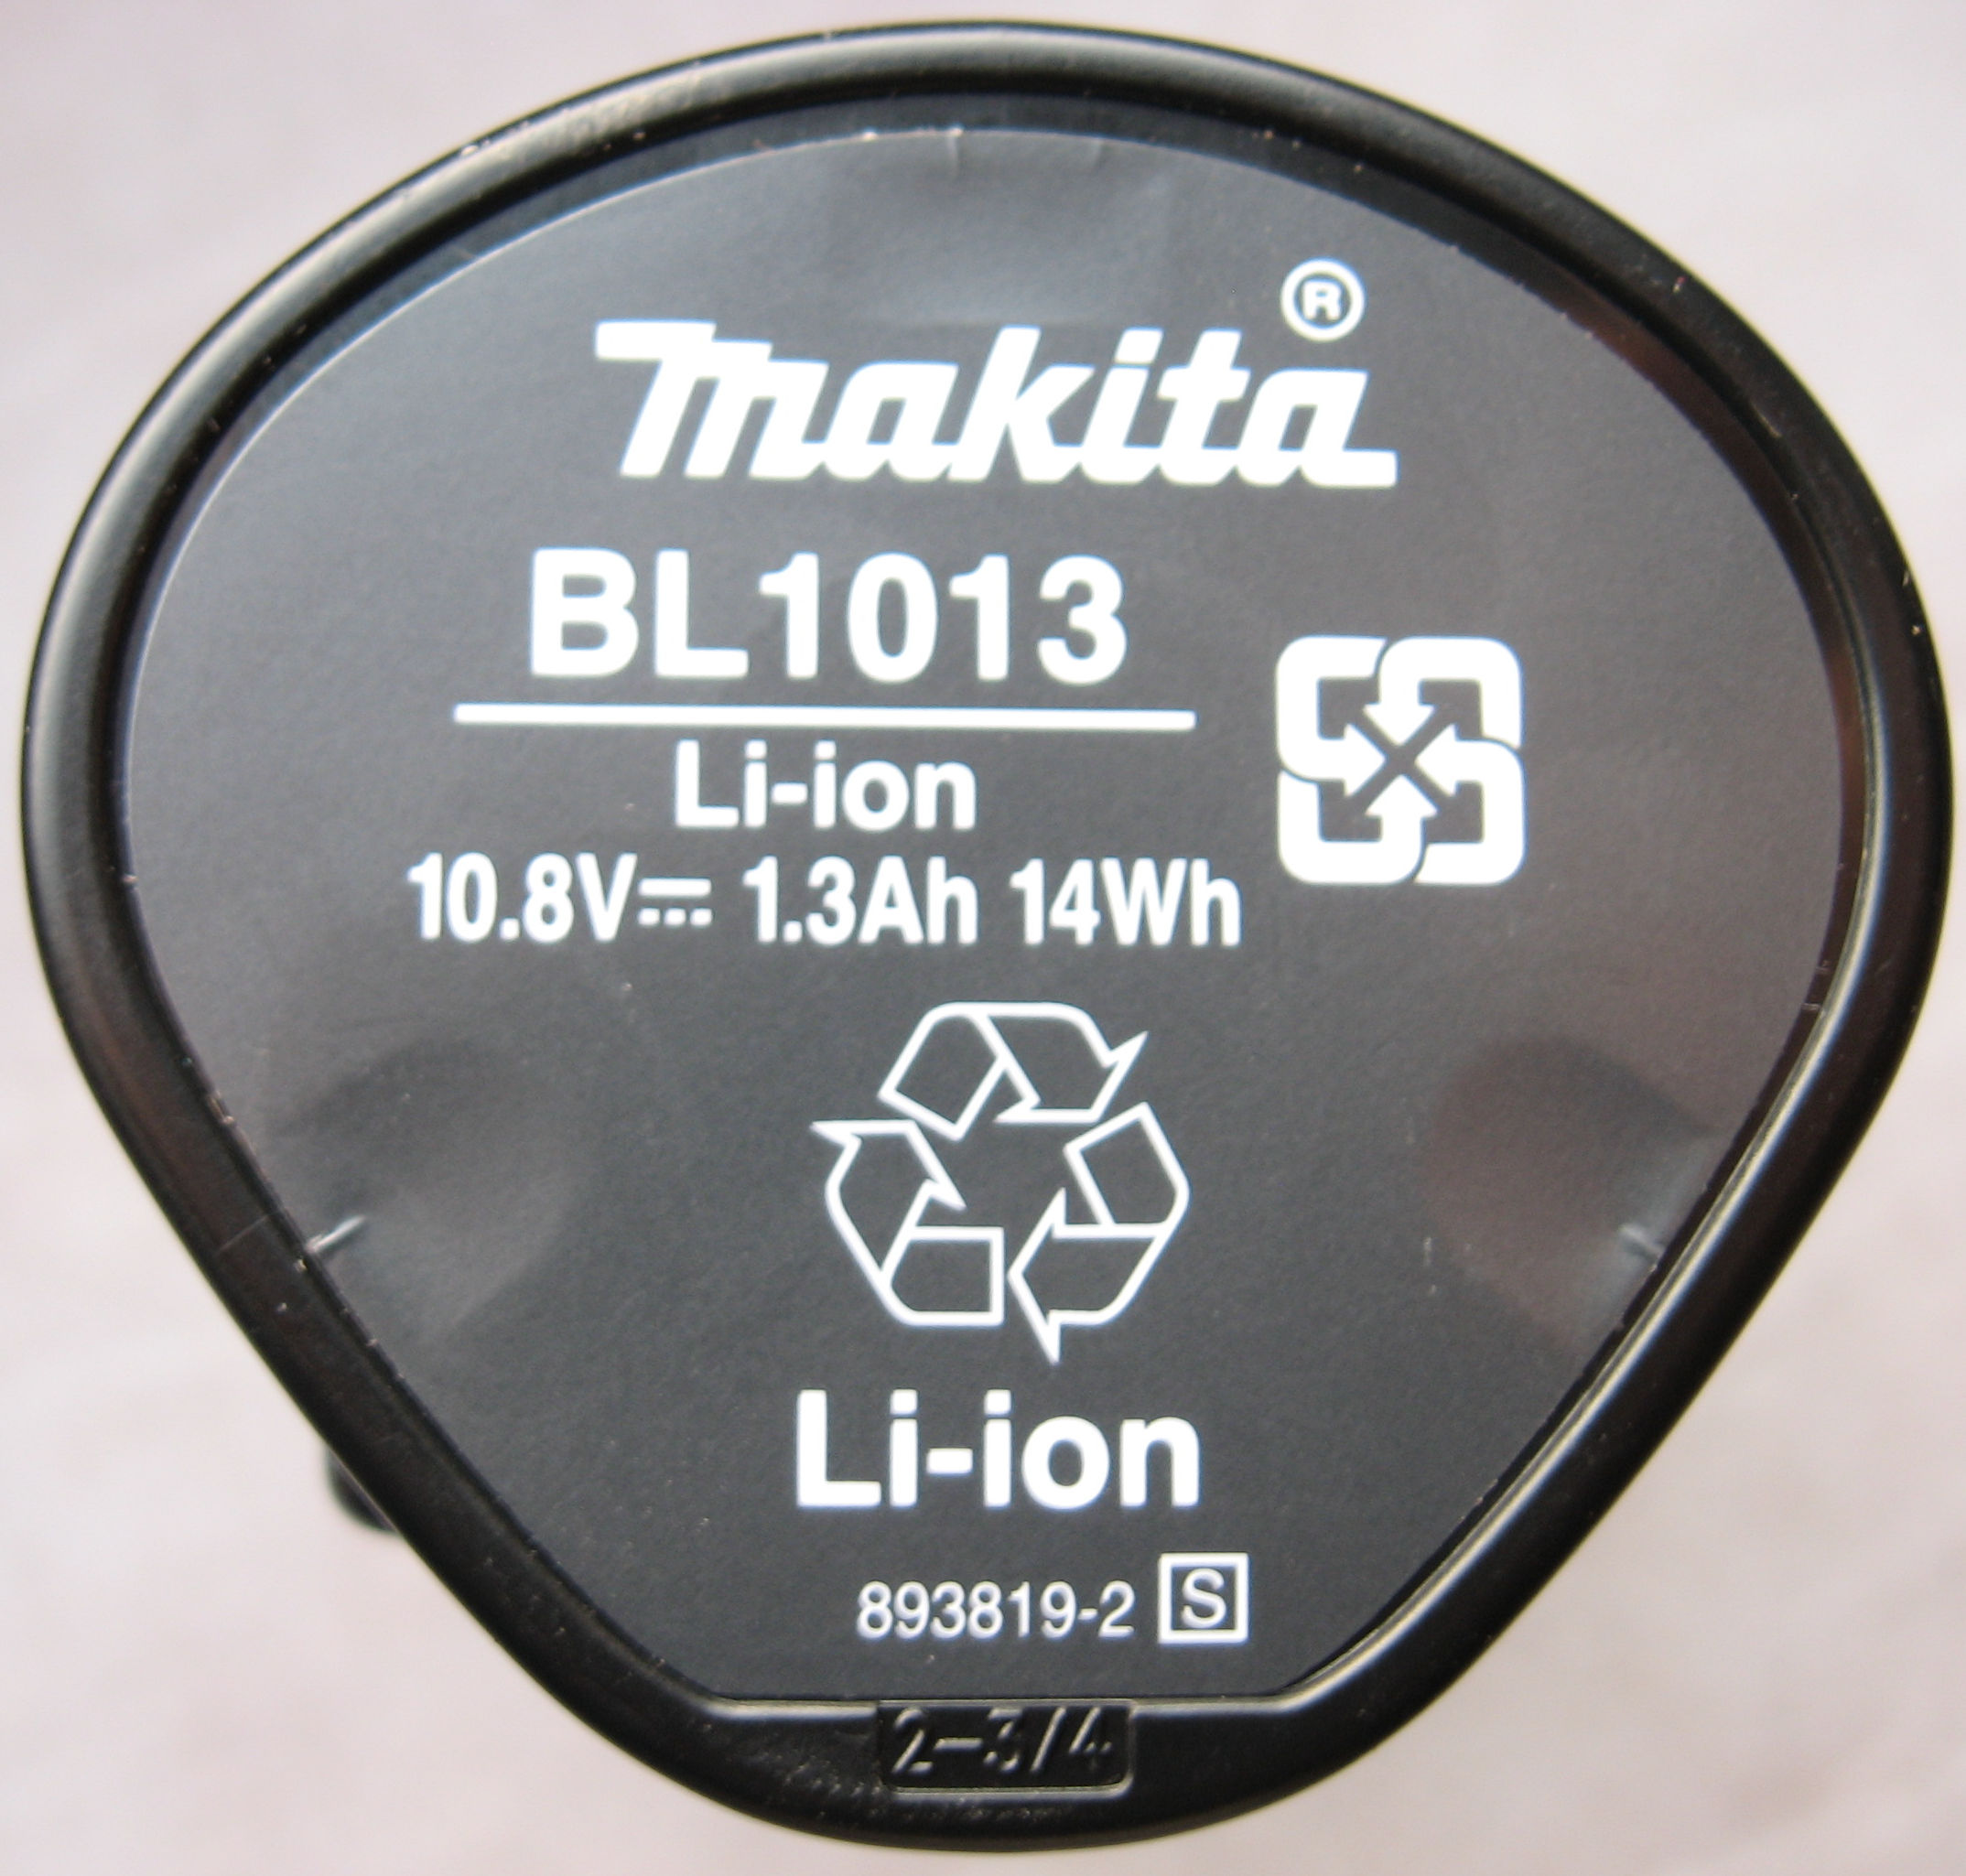 makita®
BL1013
Li-ion
10.8V⎓ 1.3Ah 14Wh
Li-ion
893819-2 S
2-3/4